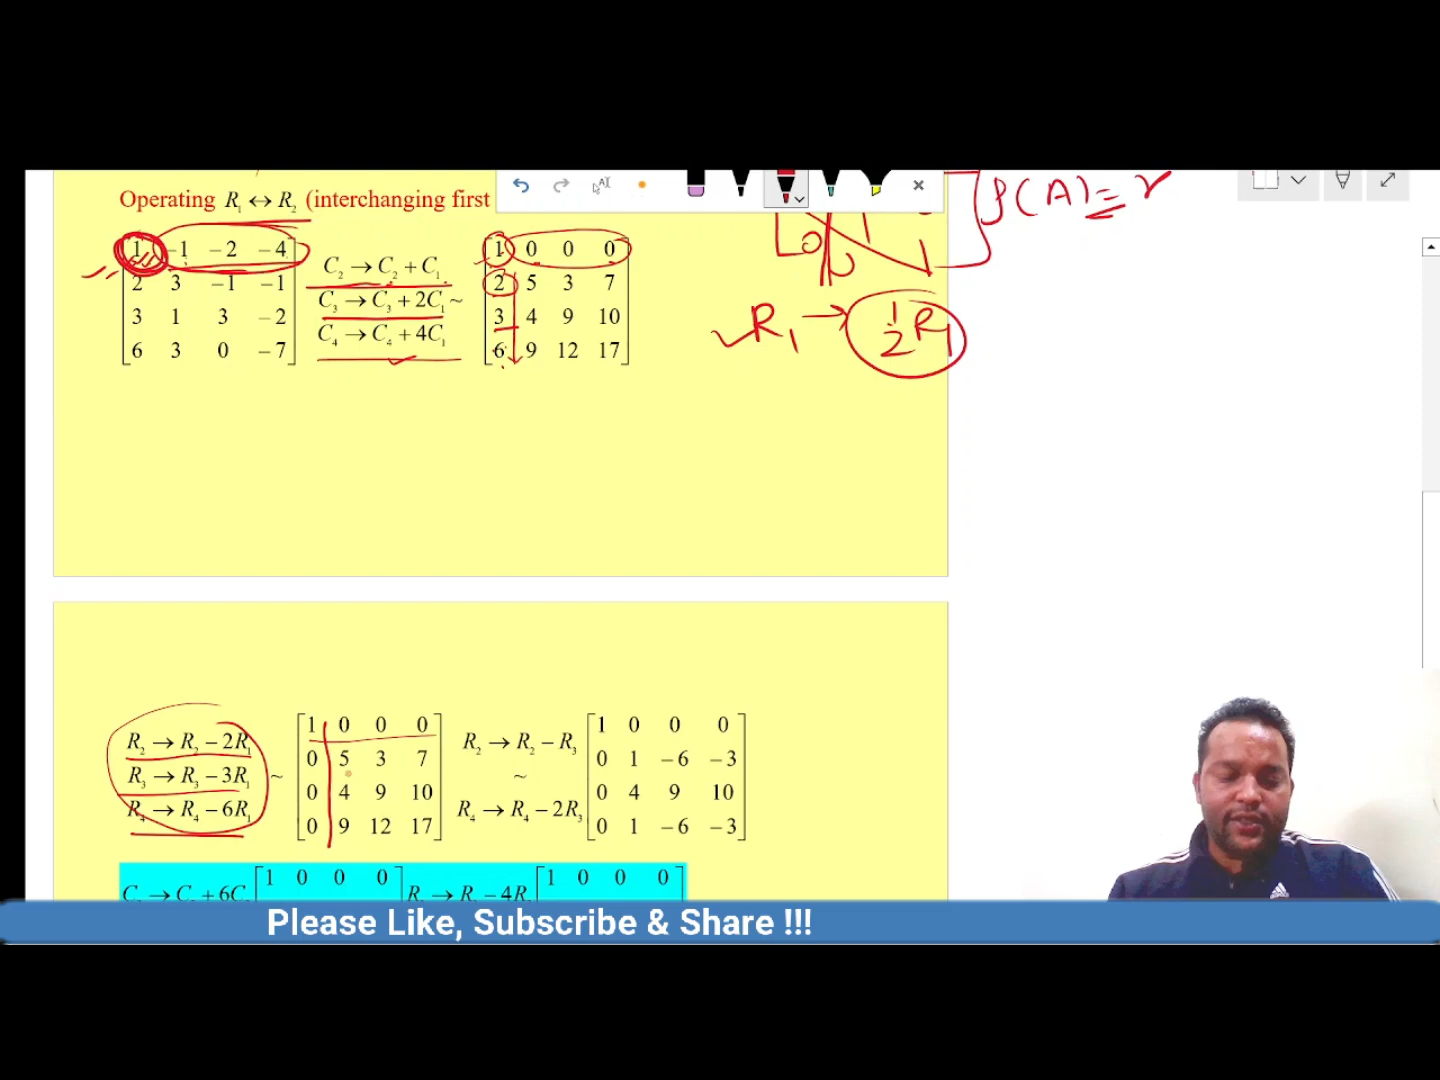 Operating R₁ ↔ R₂ (interchanging first
ρ(A) = r
1 -1 -2 -4
2 3 -1 -1
3 1 3 -2
6 3 0 -7
C₂ → C₂ + C₁
C₃ → C₃ + 2C₁ ~
C₄ → C₄ + 4C₁
1 0 0 0
2 5 3 7
3 4 9 10
6 9 12 17
R₁ → ½R₁
R₂ → R₂ - 2R₁
R₃ → R₃ - 3R₁
R₄ → R₄ - 6R₁
~
1 0 0 0
0 5 3 7
0 4 9 10
0 9 12 17
R₂ → R₂ - R₃
~
R₄ → R₄ - 2R₃
1 0 0 0
0 1 -6 -3
0 4 9 10
0 1 -6 -3
1 0 0 0
1 0 0 0
Please Like, Subscribe & Share !!!